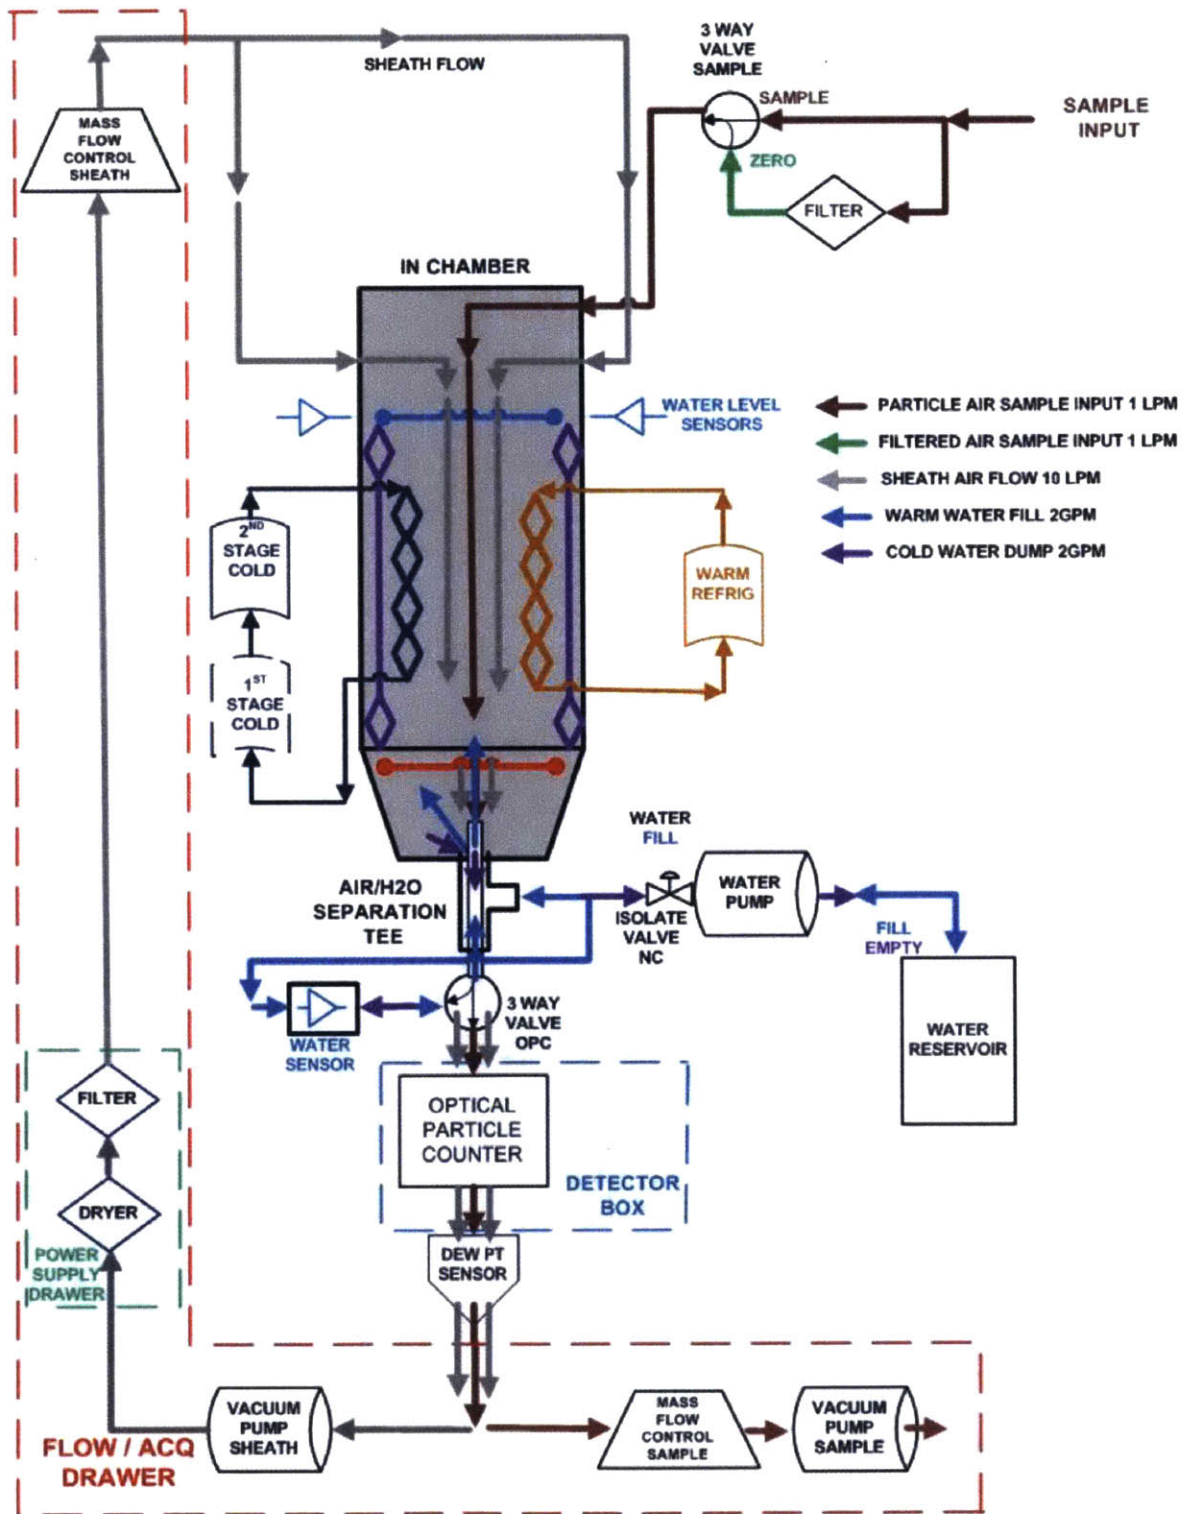 3 WAY
VALVE
SAMPLE
SHEATH FLOW
SAMPLE
SAMPLE
INPUT
MASS
FLOW
CONTROL
SHEATH
ZERO
FILTER
IN CHAMBER
WATER LEVEL
SENSORS
PARTICLE AIR SAMPLE INPUT 1 LPM
FILTERED AIR SAMPLE INPUT 1 LPM
SHEATH AIR FLOW 10 LPM
WARM WATER FILL 2GPM
COLD WATER DUMP 2GPM
2ND
STAGE
COLD
WARM
REFRIG
1ST
STAGE
COLD
WATER
FILL
AIR/H2O
SEPARATION
TEE
WATER
PUMP
ISOLATE
VALVE
NC
FILL
EMPTY
3 WAY
VALVE
OPC
WATER
SENSOR
WATER
RESERVOIR
FILTER
OPTICAL
PARTICLE
COUNTER
DETECTOR
BOX
DRYER
POWER
SUPPLY
DRAWER
DEW PT
SENSOR
VACUUM
PUMP
SHEATH
MASS
FLOW
CONTROL
SAMPLE
VACUUM
PUMP
SAMPLE
FLOW / ACQ
DRAWER